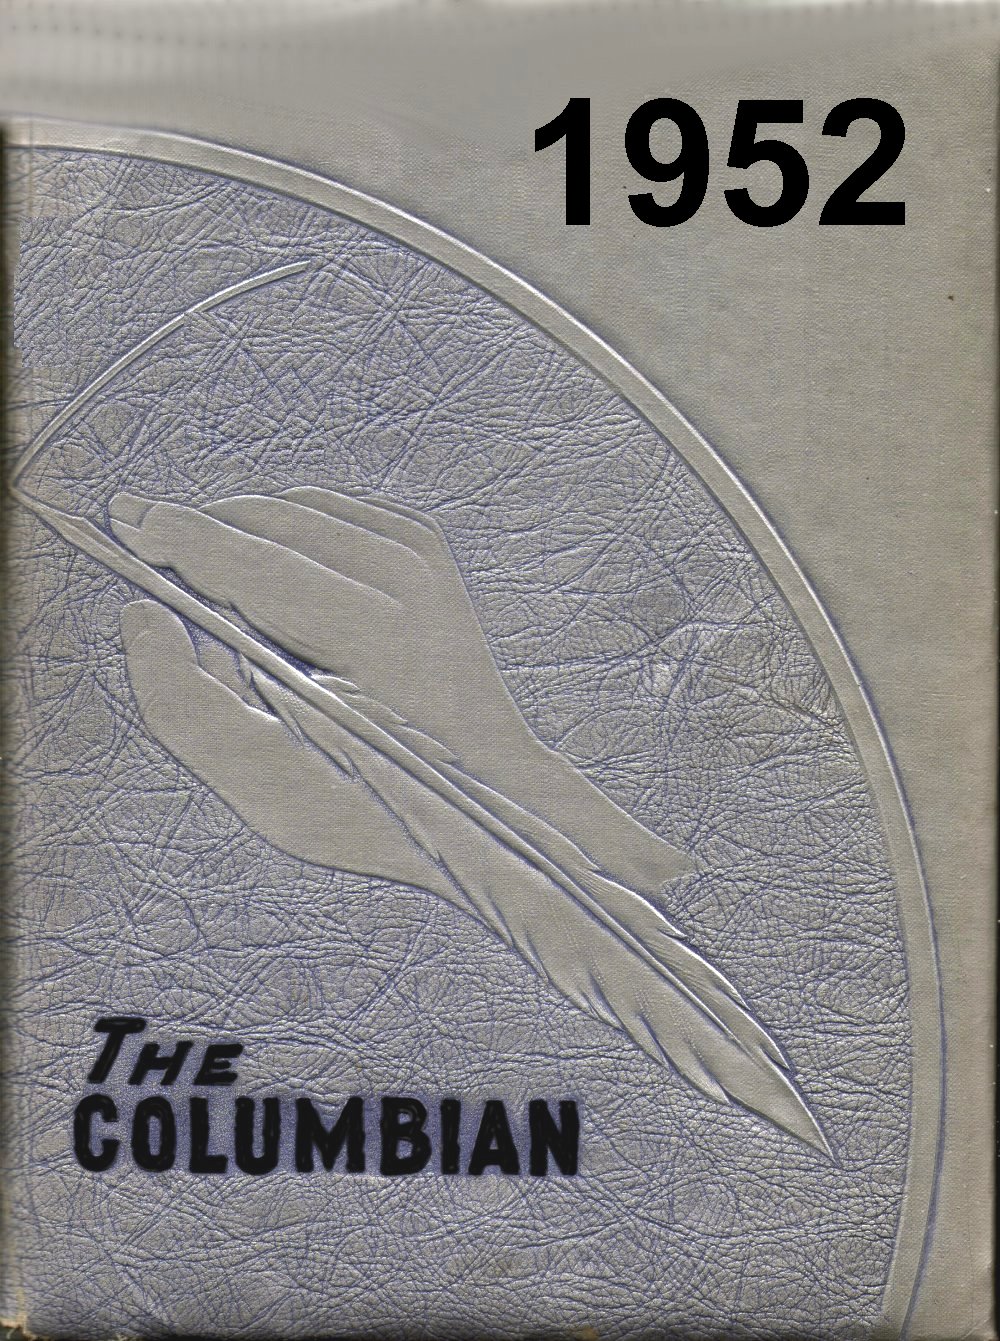 1952
THE
COLUMBIAN